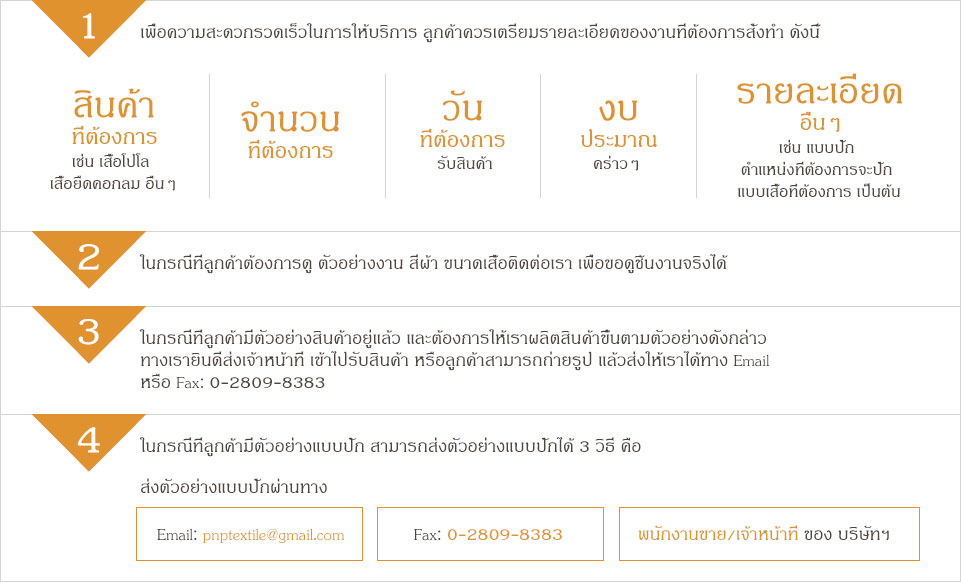 1
เพื่อความสะดวกรวดเร็วในการให้บริการ ลูกค้าควรเตรียมรายละเอียดของงานที่ต้องการสั่งทำ ดังนี้
สินค้า
ที่ต้องการ
เช่น เสื้อโปโล
เสื้อยืดคอกลม อื่น ๆ
จำนวน
ที่ต้องการ
วัน
ที่ต้องการ
รับสินค้า
งบ
ประมาณ
คร่าว ๆ
รายละเอียด
อื่น ๆ
เช่น แบบปัก
ตำแหน่งที่ต้องการจะปัก
แบบเสื้อที่ต้องการ เป็นต้น
2
ในกรณีที่ลูกค้าต้องการดู ตัวอย่างงาน สีผ้า ขนาดเสื้อติดต่อเรา เพื่อขอดูชิ้นงานจริงได้
3
ในกรณีที่ลูกค้ามีตัวอย่างสินค้าอยู่แล้ว และต้องการให้เราผลิตสินค้าขึ้นตามตัวอย่างดังกล่าว
ทางเรายินดีส่งเจ้าหน้าที่ เข้าไปรับสินค้า หรือลูกค้าสามารถถ่ายรูป แล้วส่งให้เราได้ทาง Email
หรือ Fax: 0-2809-8383
4
ในกรณีที่ลูกค้ามีตัวอย่างแบบปัก สามารถส่งตัวอย่างแบบปักได้ 3 วิธี คือ
ส่งตัวอย่างแบบปักผ่านทาง
Email: pnptextile@gmail.com
Fax: 0-2809-8383
พนักงานขาย/เจ้าหน้าที่ ของ บริษัทฯ